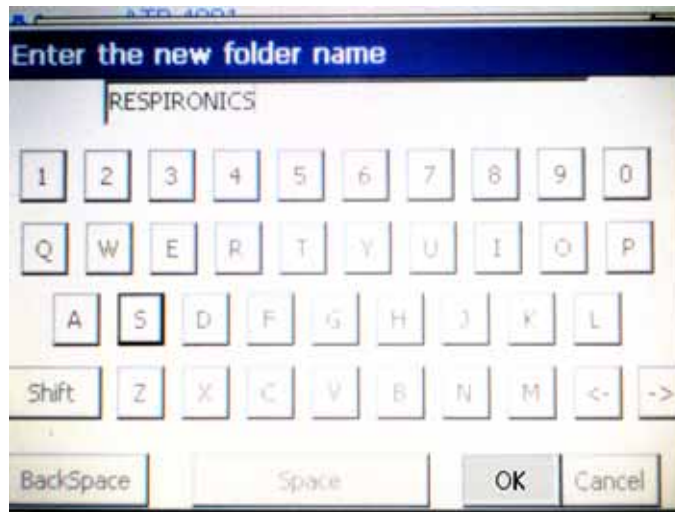 Enter the new folder name
RESPIRONICS
1 2 3 4 5 6 7 8 9 0
Q W E R T Y U I O P
A S D F G H J K L
Shift Z X C V B N M <- ->
BackSpace Space OK Cancel